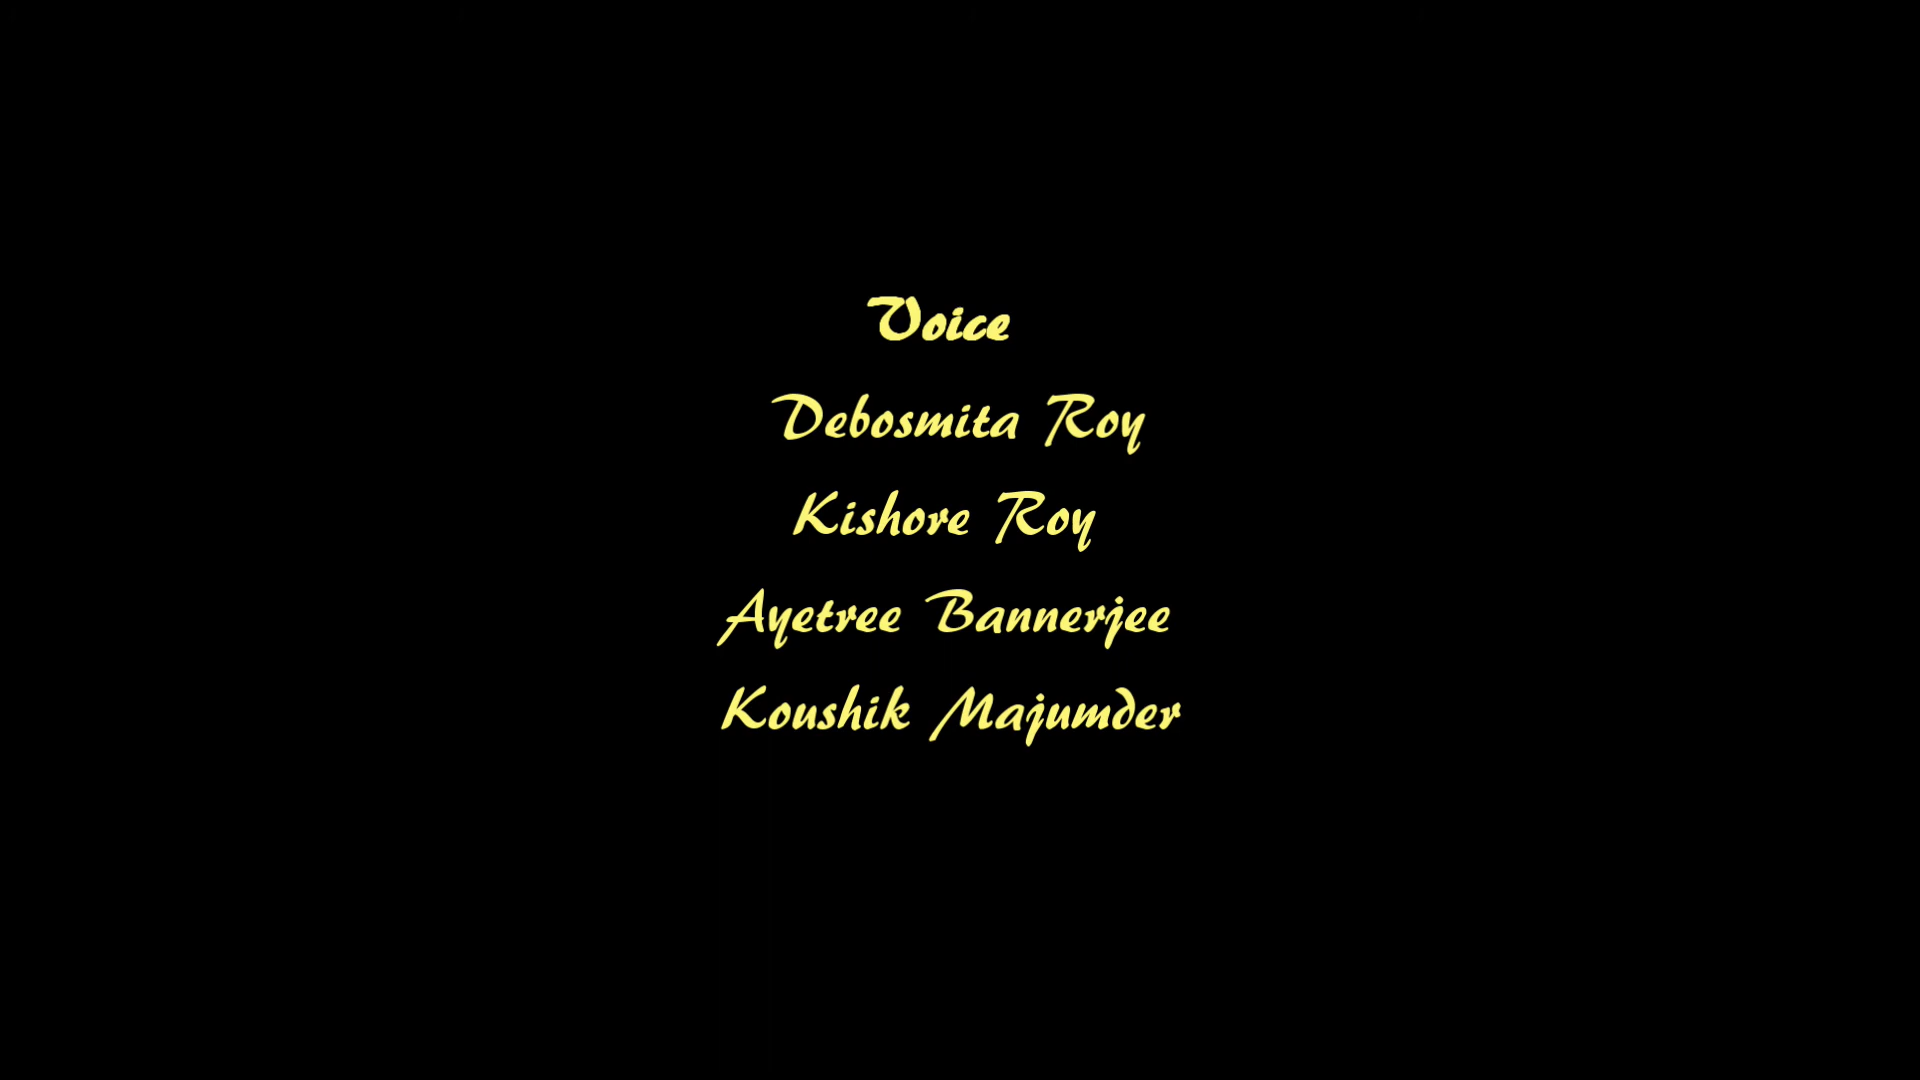 Voice
Debosmita Roy
Kishore Roy
Ayetree Bannerjee
Koushik Majumder